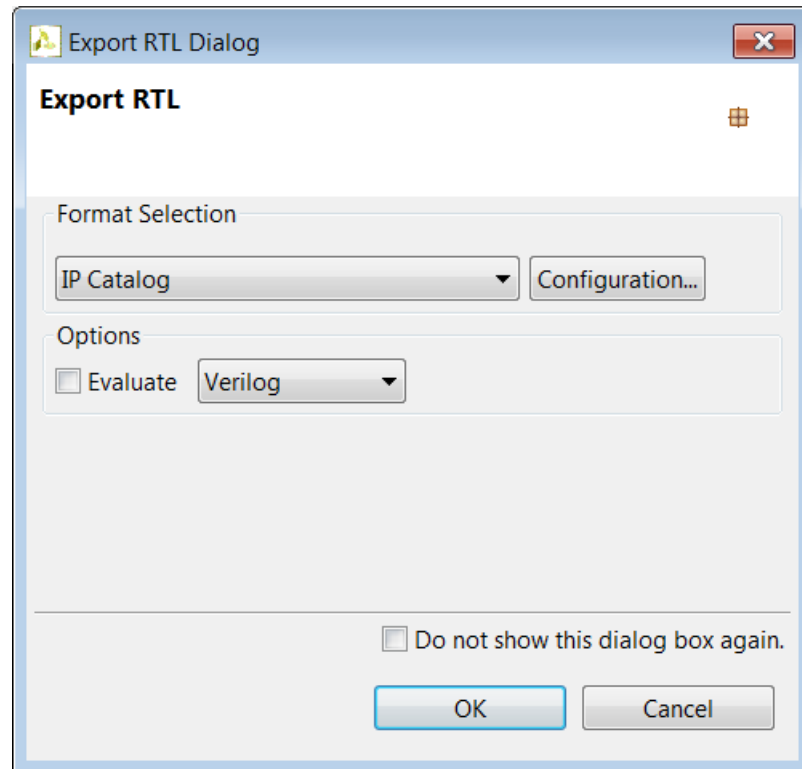 Export RTL Dialog
Export RTL
Format Selection
IP Catalog Configuration...
Options
Evaluate Verilog
Do not show this dialog box again.
OK Cancel